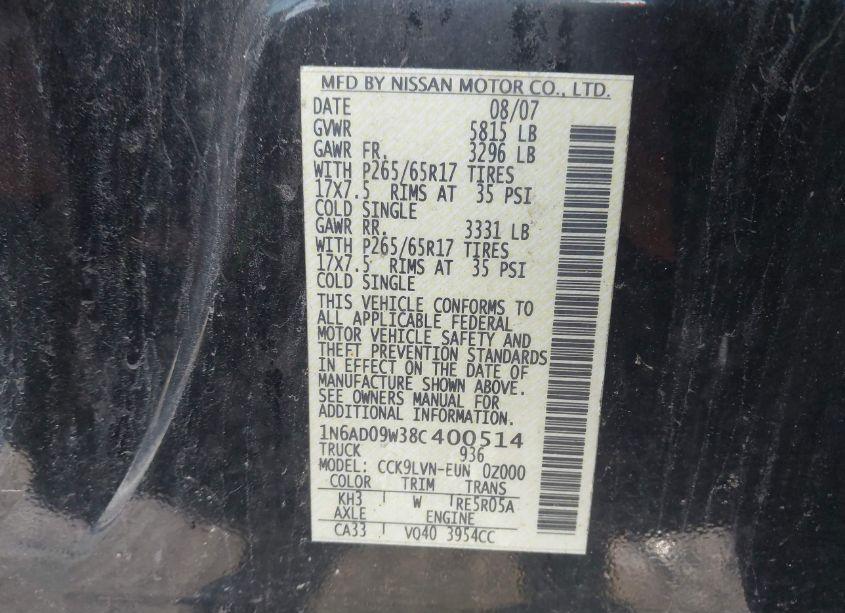 MFD BY NISSAN MOTOR CO., LTD.
DATE 08/07
GVWR 5815 LB
GAWR FR. 3296 LB
WITH P265/65R17 TIRES
17X7.5 RIMS AT 35 PSI
COLD SINGLE
GAWR RR. 3331 LB
WITH P265/65R17 TIRES
17X7.5 RIMS AT 35 PSI
COLD SINGLE
THIS VEHICLE CONFORMS TO
ALL APPLICABLE FEDERAL
MOTOR VEHICLE SAFETY AND
THEFT PREVENTION STANDARDS
IN EFFECT ON THE DATE OF
MANUFACTURE SHOWN ABOVE.
SEE OWNERS MANUAL FOR
ADDITIONAL INFORMATION.
1N6AD09W38C400514
TRUCK 936
MODEL: CCK9LVN-EUN 0Z000
COLOR TRIM TRANS
KH3 W RE5R05A
AXLE ENGINE
CA33 VQ40 3954CC